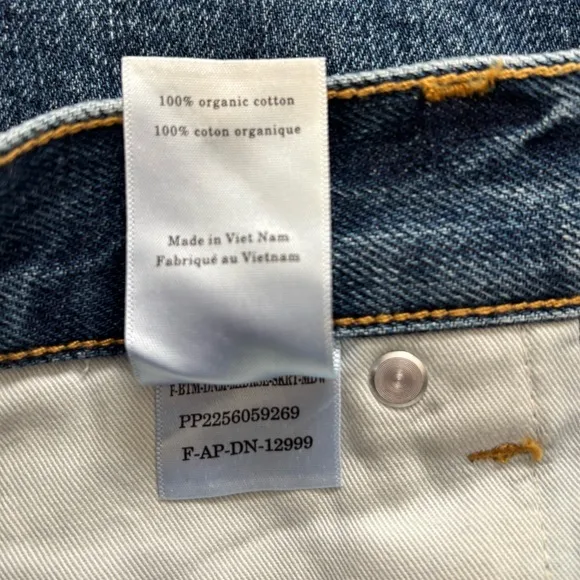 100% organic cotton
100% coton organique
Made in Viet Nam
Fabriqué au Vietnam
PP2256059269
F-AP-DN-12999